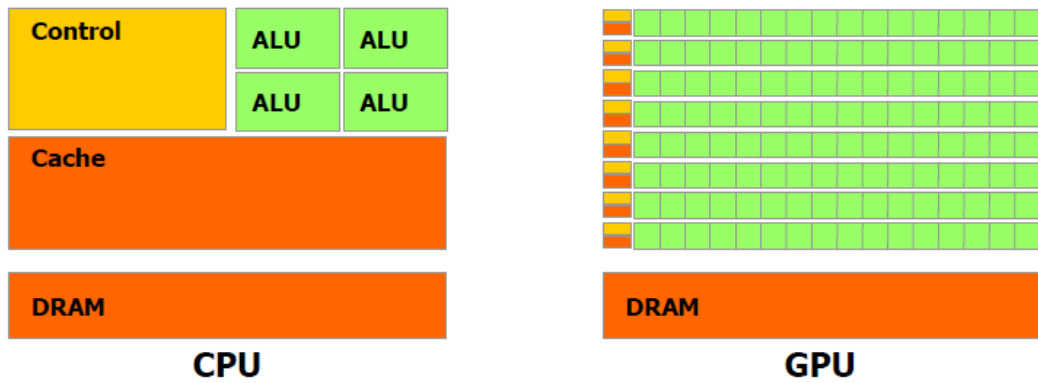 Control
ALU ALU
ALU ALU
Cache
DRAM
CPU
DRAM
GPU